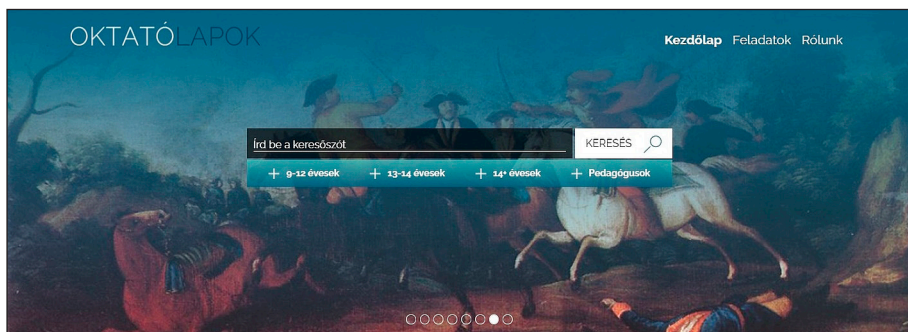 OKTATÓLAPOK
Kezdőlap Feladatok Rólunk
Írd be a keresőszót
KERESÉS
9-12 évesek 13-14 évesek 14+ évesek Pedagógusok